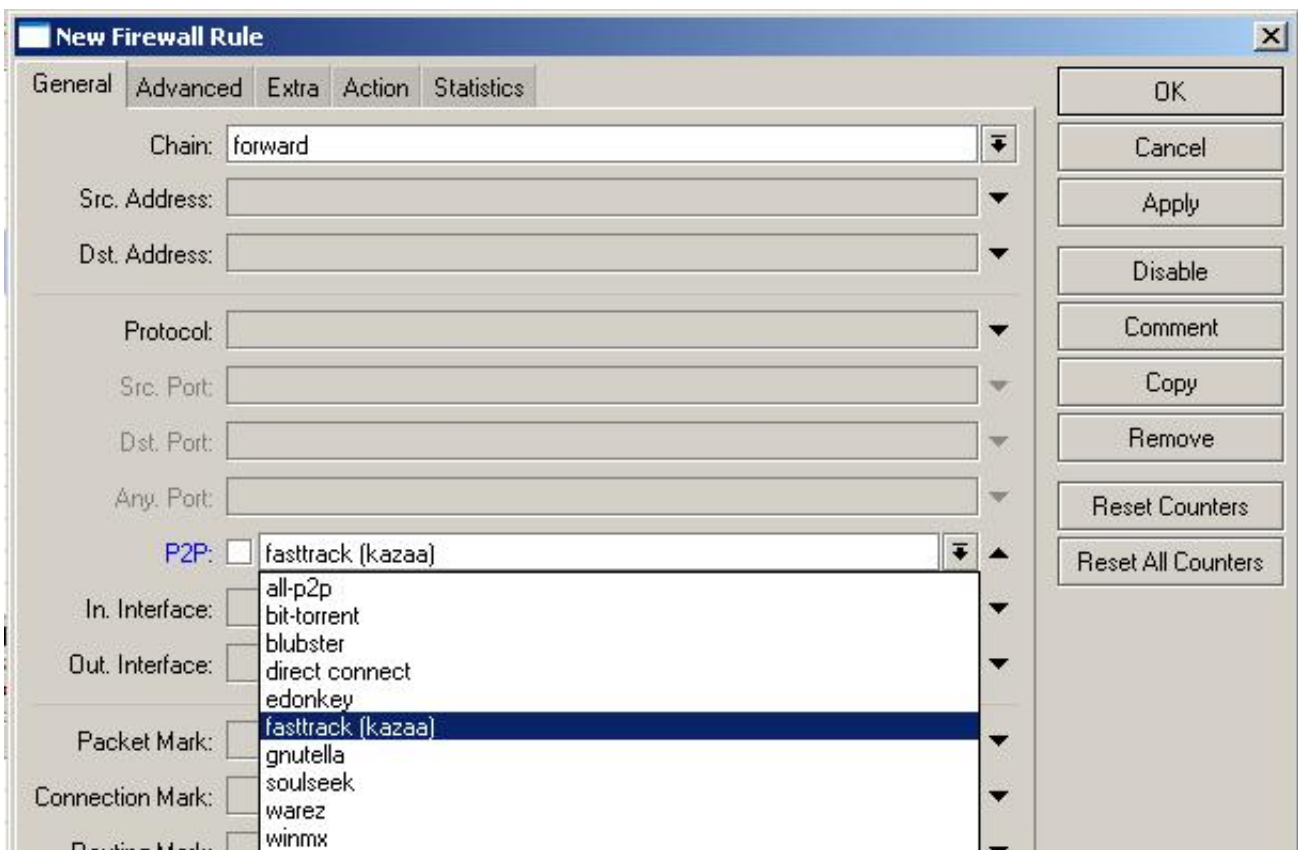 New Firewall Rule
General Advanced Extra Action Statistics
Chain: forward
Src. Address:
Dst. Address:
Protocol:
Src. Port:
Dst. Port:
Any. Port:
P2P: fasttrack (kazaa)
all-p2p
bit-torrent
blubster
direct connect
edonkey
fasttrack (kazaa)
gnutella
soulseek
warez
winmx
In. Interface:
Out. Interface:
Packet Mark:
Connection Mark:
Routing Mark:
OK
Cancel
Apply
Disable
Comment
Copy
Remove
Reset Counters
Reset All Counters